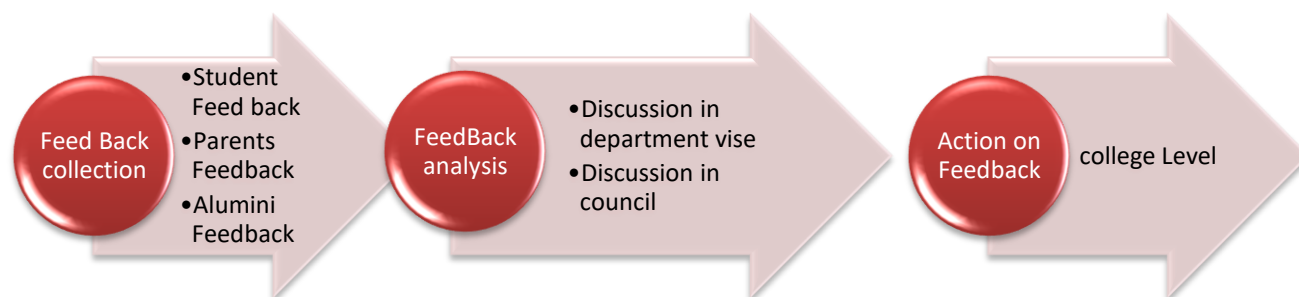 Feed Back
collection
•Student
Feed back
•Parents
Feedback
•Alumini
Feedback
FeedBack
analysis
•Discussion in
department vise
•Discussion in
council
Action on
Feedback
college Level